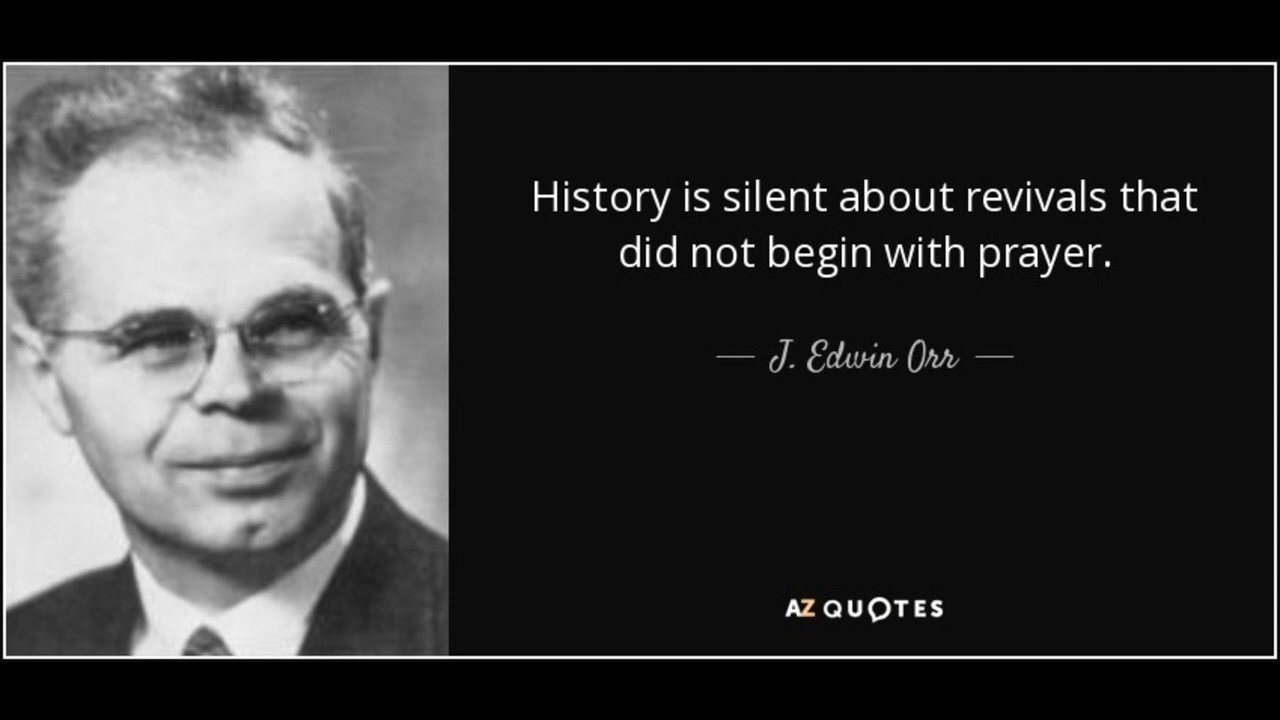 History is silent about revivals that
did not begin with prayer.
— J. Edwin Orr —
AZ QUOTES